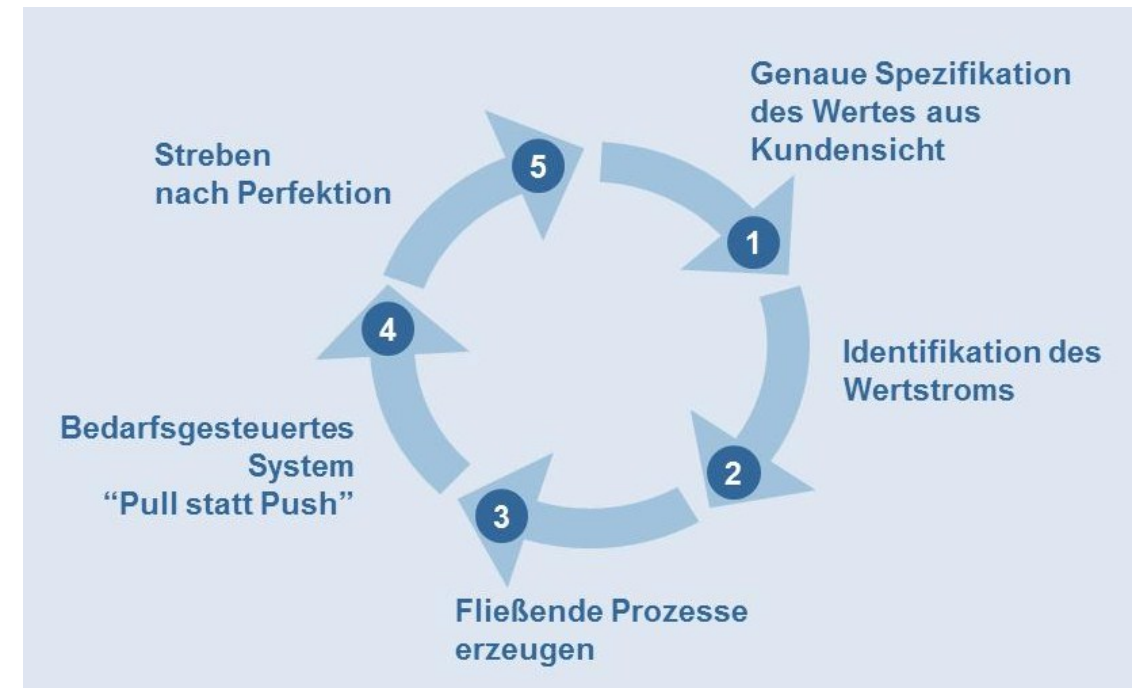 1
Genaue Spezifikation
des Wertes aus
Kundensicht
2
Identifikation des
Wertstroms
3
Fließende Prozesse
erzeugen
4
Bedarfsgesteuertes
System
“Pull statt Push”
5
Streben
nach Perfektion